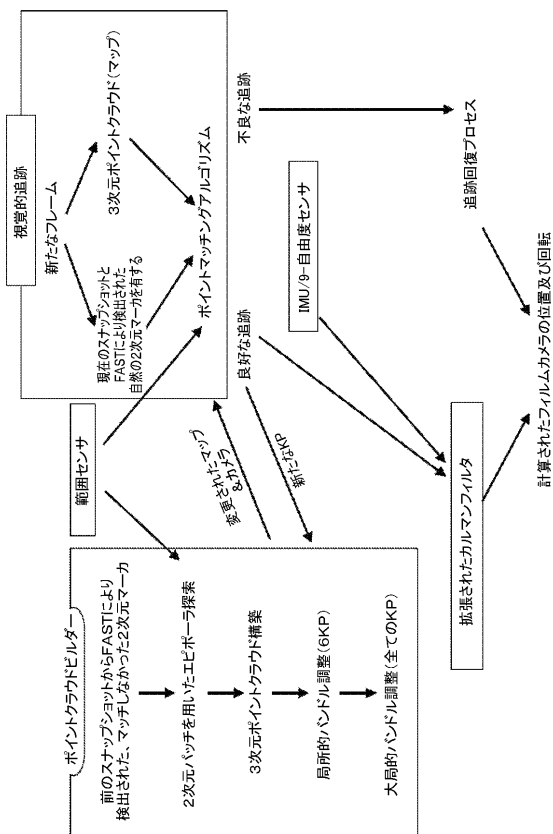 ポイントクラウドビルダー
前のスナップショットからFASTにより
検出された、マッチしなかった2次元マーカ
2次元パッチを用いたエピポーラ探索
3次元ポイントクラウド構築
局所的バンドル調整(6KP)
大局的バンドル調整(全てのKP)
範囲センサ
変更されたマップ
&カメラ
新たなKP
視覚的追跡
新たなフレーム
現在のスナップショットと
FASTにより検出された
自然の2次元マーカを有する
3次元ポイントクラウド(マップ)
ポイントマッチングアルゴリズム
良好な追跡
不良な追跡
IMU/9-自由度センサ
拡張されたカルマンフィルタ
追跡回復プロセス
計算されたフィルムカメラの位置及び回転